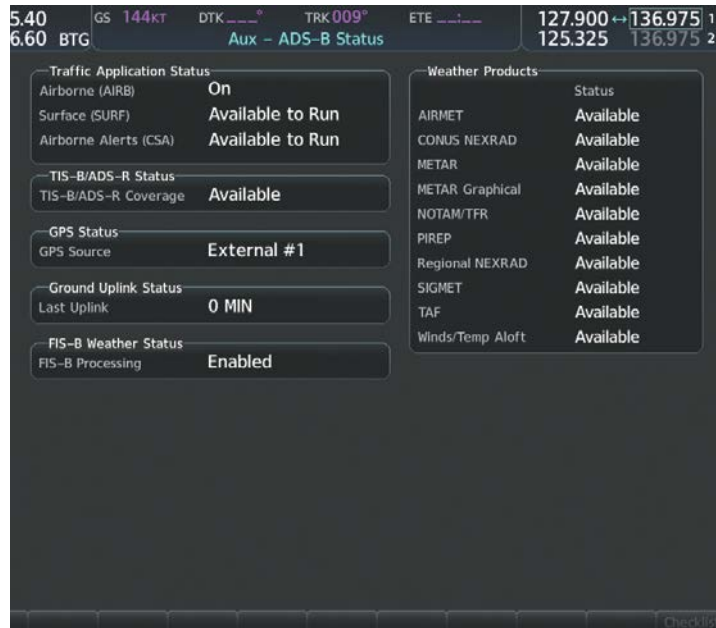 5.40 GS 144KT DTK ___° TRK 009° ETE __:__ 127.900 ↔ 136.975 1
6.60 BTG Aux – ADS–B Status 125.325 136.975 2
Traffic Application Status
Airborne (AIRB) On
Surface (SURF) Available to Run
Airborne Alerts (CSA) Available to Run
TIS–B/ADS–R Status
TIS–B/ADS–R Coverage Available
GPS Status
GPS Source External #1
Ground Uplink Status
Last Uplink 0 MIN
FIS–B Weather Status
FIS–B Processing Enabled
Weather Products
Status
AIRMET Available
CONUS NEXRAD Available
METAR Available
METAR Graphical Available
NOTAM/TFR Available
PIREP Available
Regional NEXRAD Available
SIGMET Available
TAF Available
Winds/Temp Aloft Available
Checklis